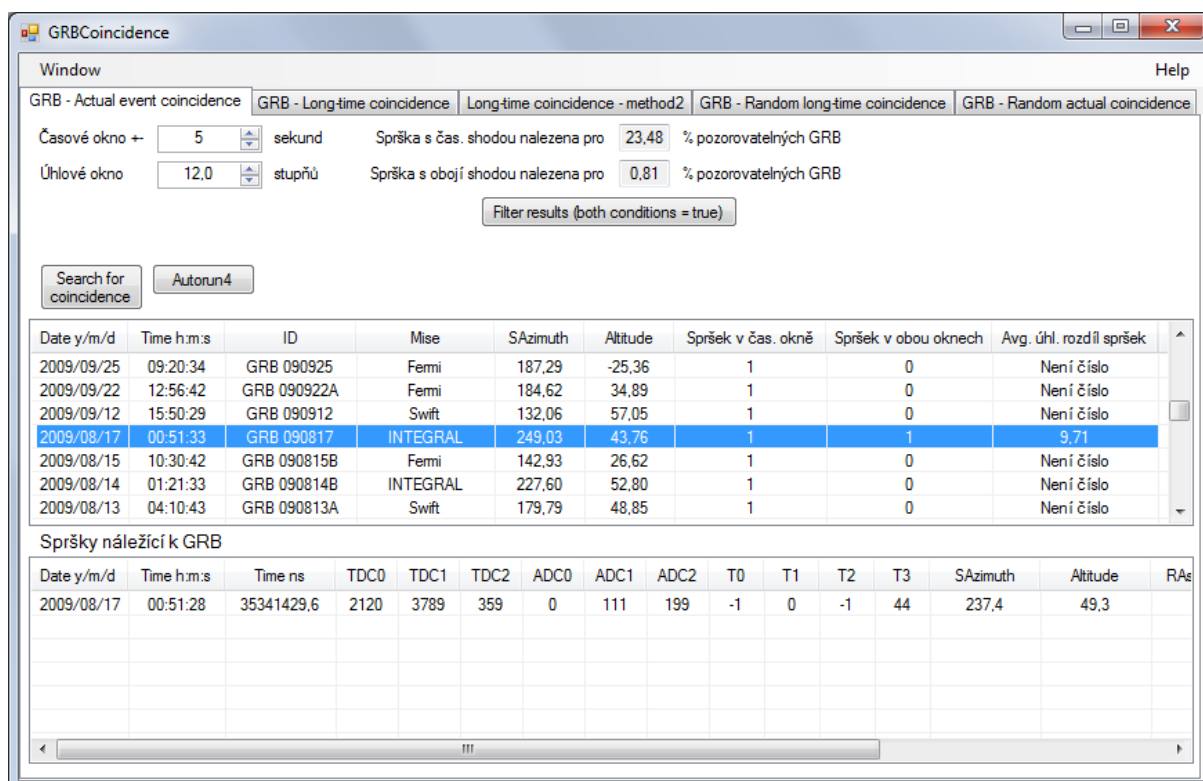 GRBCoincidence
Window Help
GRB - Actual event coincidence GRB - Long-time coincidence Long-time coincidence - method2 GRB - Random long-time coincidence GRB - Random actual coincidence
Časové okno +- 5 sekund Sprška s čas. shodou nalezena pro 23,48 % pozorovatelných GRB
Úhlové okno 12,0 stupňů Sprška s obojí shodou nalezena pro 0,81 % pozorovatelných GRB
Filter results (both conditions = true)
Search for
coincidence
Autorun4
Date y/m/d Time h:m:s ID Mise SAzimuth Altitude Spršek v čas. okně Spršek v obou oknech Avg. úhl. rozdíl spršek
2009/09/25 09:20:34 GRB 090925 Fermi 187,29 -25,36 1 0 Není číslo
2009/09/22 12:56:42 GRB 090922A Fermi 184,62 34,89 1 0 Není číslo
2009/09/12 15:50:29 GRB 090912 Swift 132,06 57,05 1 0 Není číslo
2009/08/17 00:51:33 GRB 090817 INTEGRAL 249,03 43,76 1 1 9,71
2009/08/15 10:30:42 GRB 090815B Fermi 142,93 26,62 1 0 Není číslo
2009/08/14 01:21:33 GRB 090814B INTEGRAL 227,60 52,80 1 0 Není číslo
2009/08/13 04:10:43 GRB 090813A Swift 179,79 48,85 1 0 Není číslo
Spršky náležící k GRB
Date y/m/d Time h:m:s Time ns TDC0 TDC1 TDC2 ADC0 ADC1 ADC2 T0 T1 T2 T3 SAzimuth Altitude RAs
2009/08/17 00:51:28 35341429,6 2120 3789 359 0 111 199 -1 0 -1 44 237,4 49,3